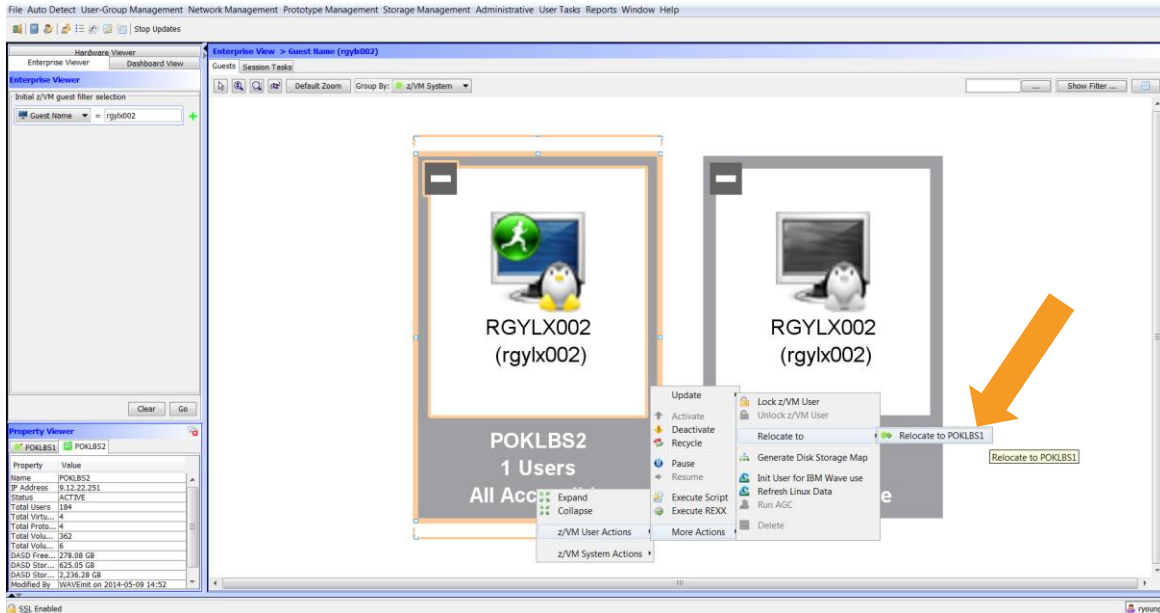 File Auto Detect User-Group Management Network Management Prototype Management Storage Management Administrative User Tasks Reports Window Help
Stop Updates
Hardware Viewer
Enterprise Viewer Dashboard View
Enterprise Viewer
Initial z/VM guest filter selection
Guest Name = rgylx002
Clear Go
Enterprise View > Guest Name (rgylx002)
Guests Session Tasks
Default Zoom Group By: z/VM System ... Show Filter ...
RGYLX002
(rgylx002)
POKLBS2
1 Users
All Acc
RGYLX002
(rgylx002)
e
Expand
Collapse
z/VM User Actions
z/VM System Actions
Update
Activate
Deactivate
Recycle
Pause
Resume
Execute Script
Execute REXX
More Actions
Lock z/VM User
Unlock z/VM User
Relocate to
Generate Disk Storage Map
Init User for IBM Wave use
Refresh Linux Data
Run AGC
Delete
Relocate to POKLBS1
Relocate to POKLBS1
Property Viewer
POKLBS1 POKLBS2
Property Value
Name POKLBS2
IP Address 9.12.22.251
Status ACTIVE
Total Users 184
Total Virtu... 4
Total Proto... 4
Total Volu... 362
Total Volu... 6
DASD Free... 278.08 GB
DASD Stor... 625.05 GB
DASD Stor... 2,236.28 GB
Modified By WAVEinit on 2014-05-09 14:52
SSL Enabled
ryoung